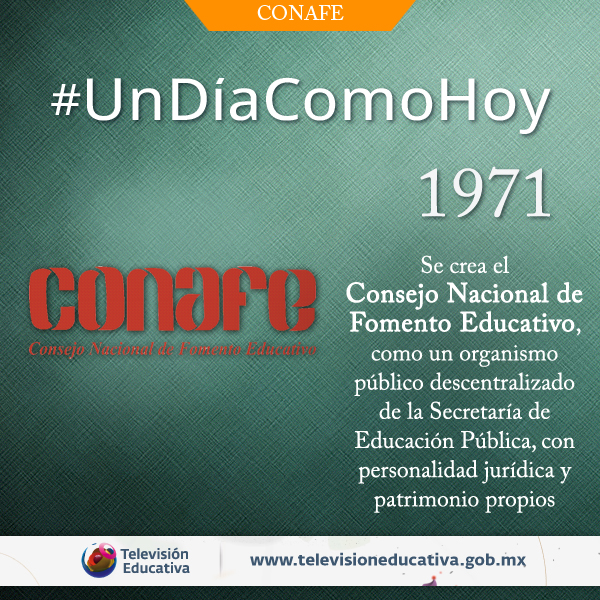 CONAFE
#UnDíaComoHoy
1971
conafe
Consejo Nacional de Fomento Educativo
Se crea el
Consejo Nacional de
Fomento Educativo,
como un organismo
público descentralizado
de la Secretaría de
Educación Pública, con
personalidad jurídica y
patrimonio propios
Televisión
Educativa
www.televisioneducativa.gob.mx